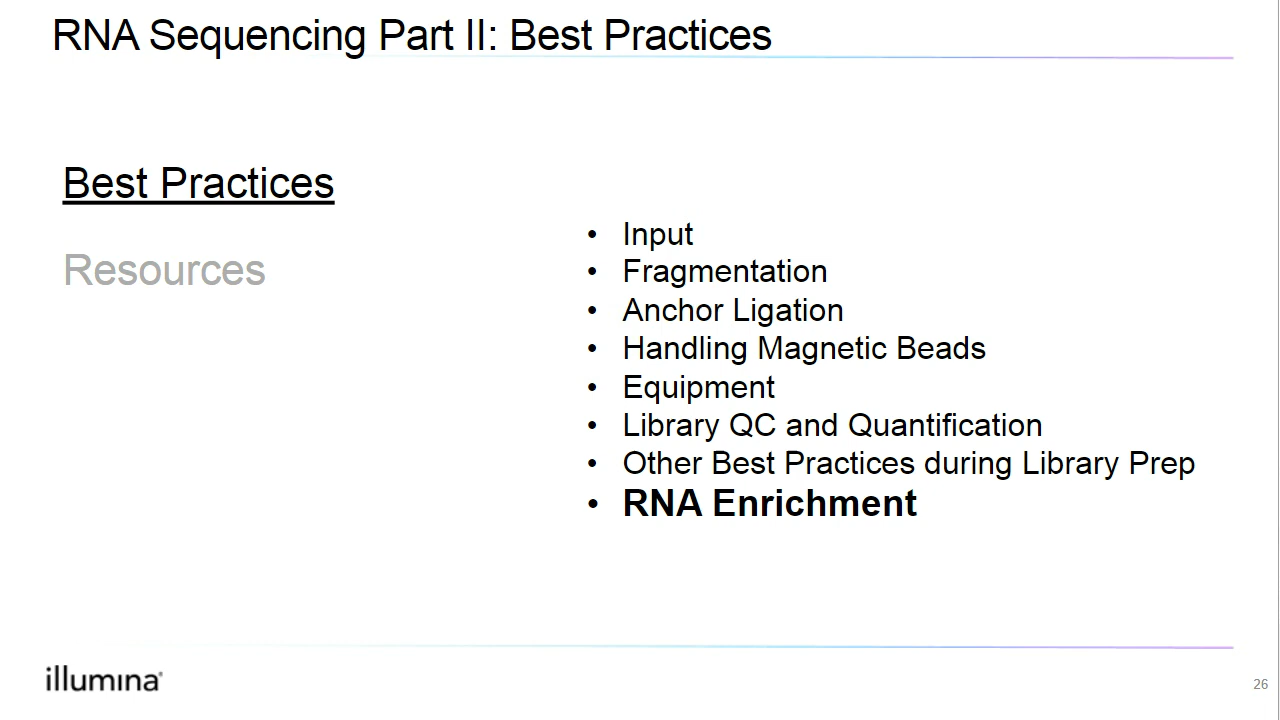 RNA Sequencing Part II: Best Practices
Best Practices
Resources
• Input
• Fragmentation
• Anchor Ligation
• Handling Magnetic Beads
• Equipment
• Library QC and Quantification
• Other Best Practices during Library Prep
• RNA Enrichment
illumina®
26